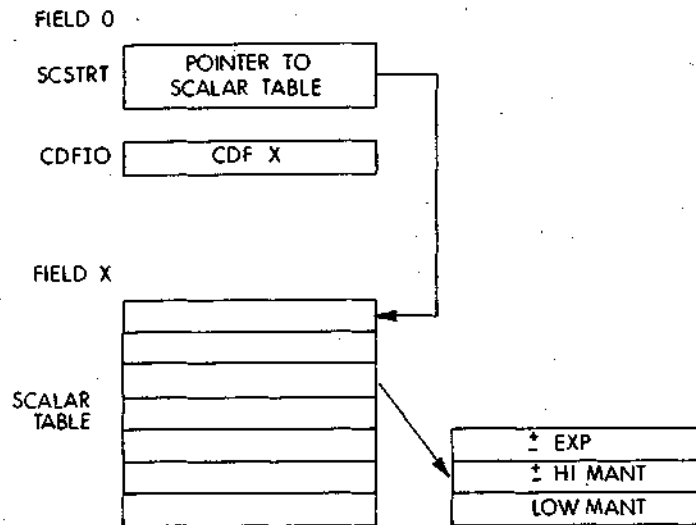 FIELD 0
SCSTRT
POINTER TO
SCALAR TABLE
CDFIO
CDF X
FIELD X
SCALAR
TABLE
± EXP
± HI MANT
LOW MANT